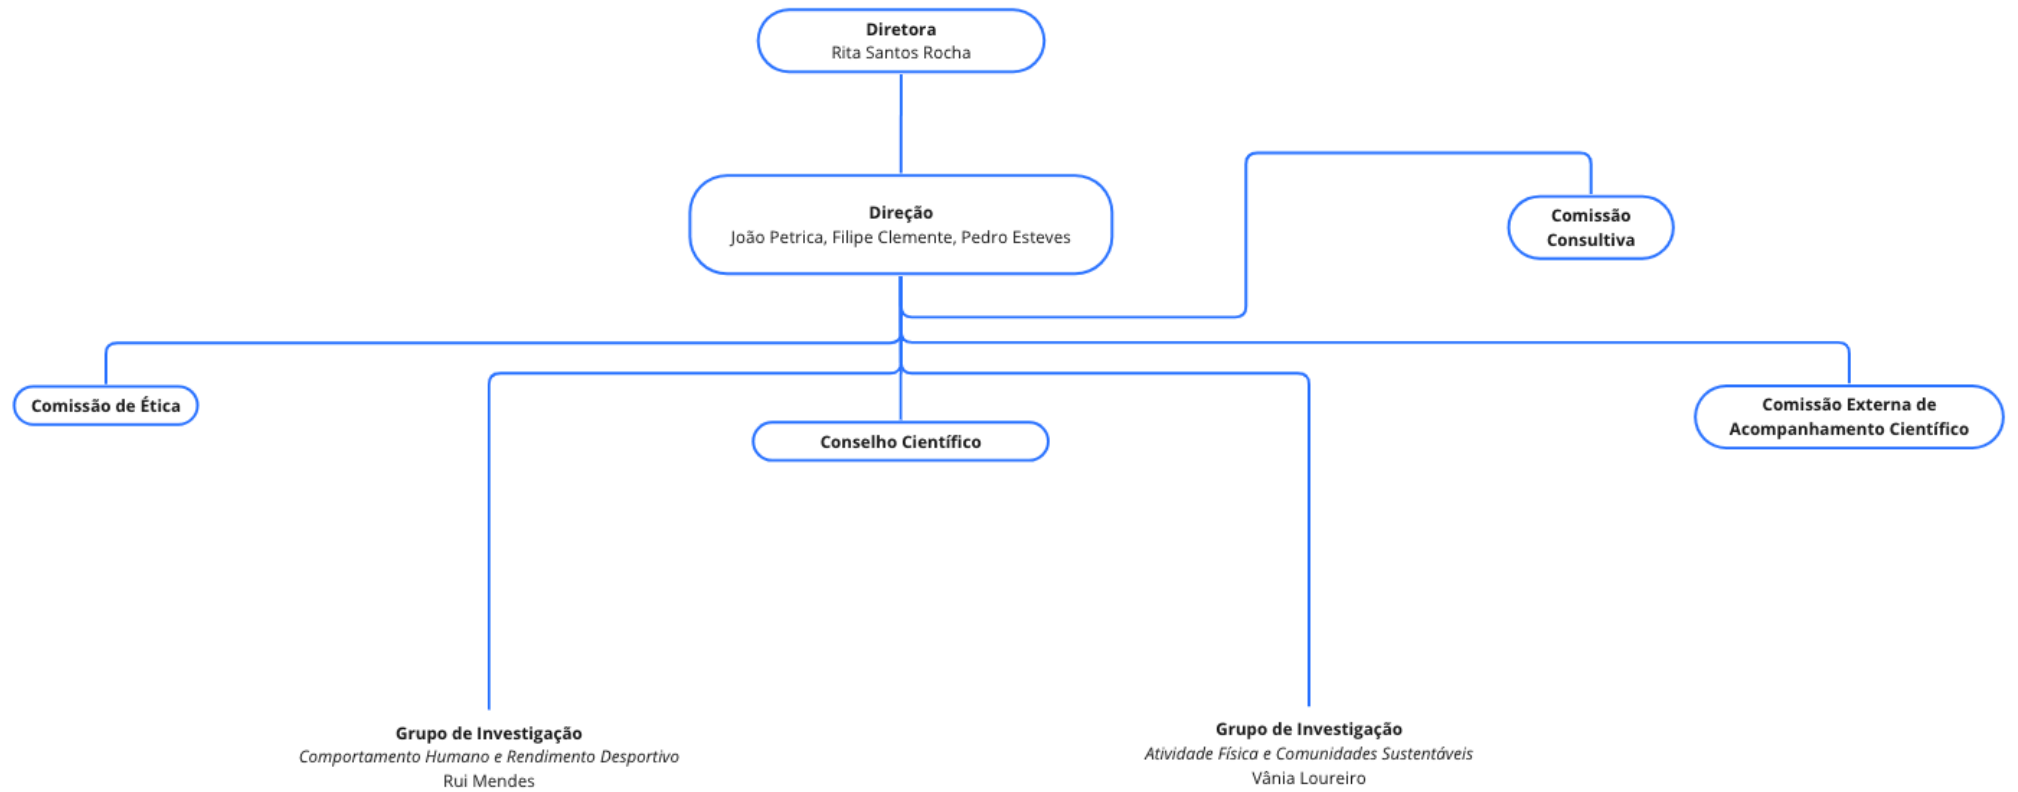 Diretora
Rita Santos Rocha
Direção
João Petrica, Filipe Clemente, Pedro Esteves
Comissão
Consultiva
Comissão de Ética
Conselho Científico
Comissão Externa de
Acompanhamento Científico
Grupo de Investigação
Comportamento Humano e Rendimento Desportivo
Rui Mendes
Grupo de Investigação
Atividade Física e Comunidades Sustentáveis
Vânia Loureiro